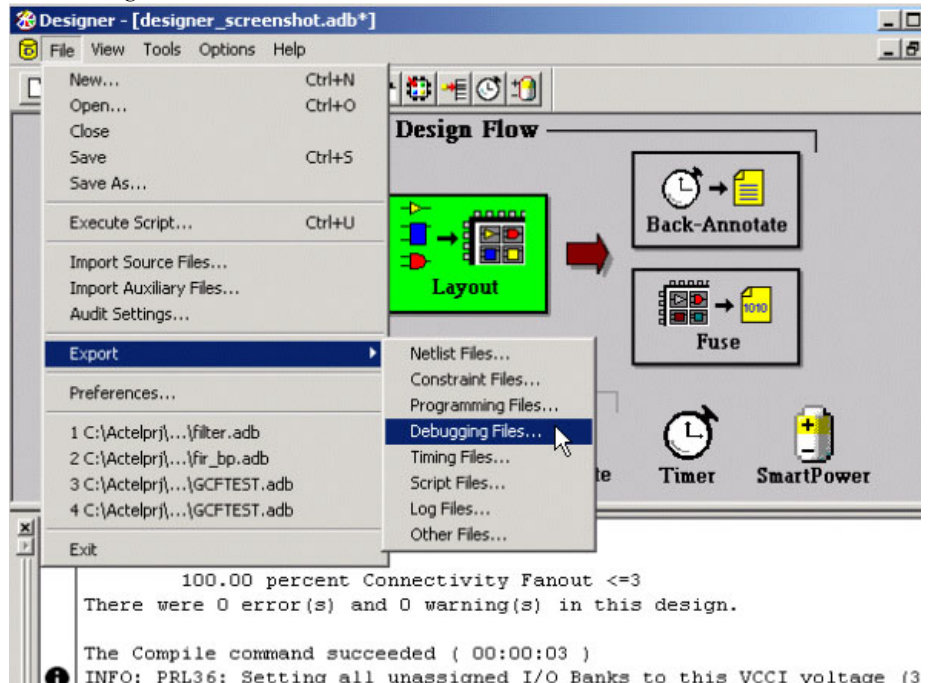 Designer - [designer_screenshot.adb*]
File View Tools Options Help
New... Ctrl+N
Open... Ctrl+O
Close
Save Ctrl+S
Save As...
Execute Script... Ctrl+U
Import Source Files...
Import Auxiliary Files...
Audit Settings...
Export
Preferences...
1 C:\Actelprj\...\filter.adb
2 C:\Actelprj\...\fir_bp.adb
3 C:\Actelprj\...\GCFTEST.adb
4 C:\Actelprj\...\GCFTEST.adb
Exit
Netlist Files...
Constraint Files...
Programming Files...
Debugging Files...
Timing Files...
Script Files...
Log Files...
Other Files...
Design Flow
Layout
Back-Annotate
1010
Fuse
te
Timer
SmartPower
100.00 percent Connectivity Fanout <=3
There were 0 error(s) and 0 warning(s) in this design.
The Compile command succeeded ( 00:00:03 )
INFO: PRL36: Setting all unassigned I/O Banks to this VCCI voltage (3